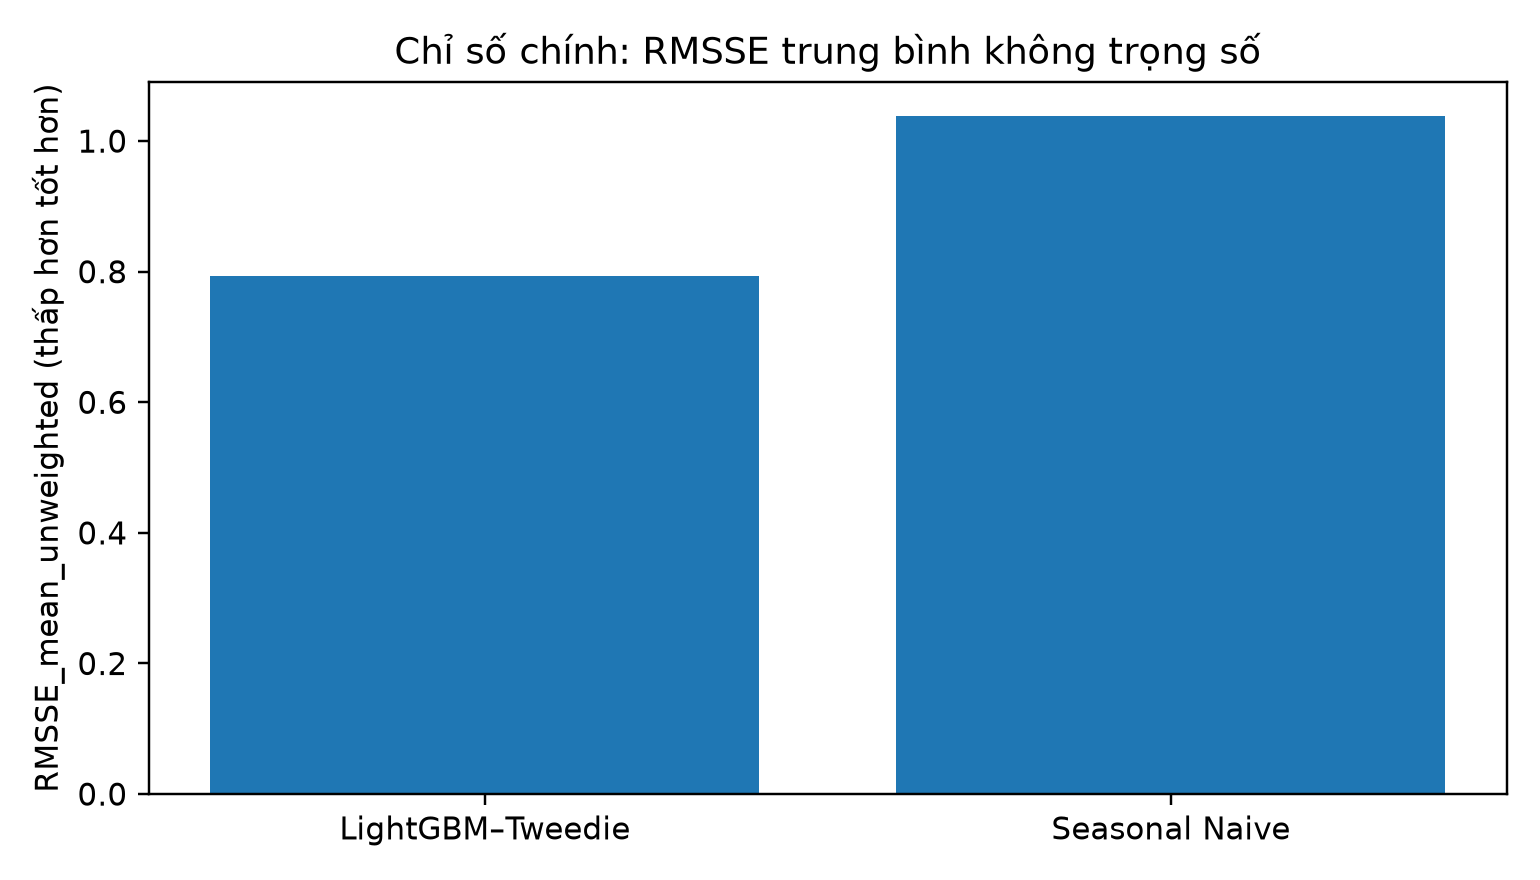 Chỉ số chính: RMSSE trung bình không trọng số
RMSSE_mean_unweighted (thấp hơn tốt hơn)
1.0
0.8
0.6
0.4
0.2
0.0
LightGBM–Tweedie
Seasonal Naive